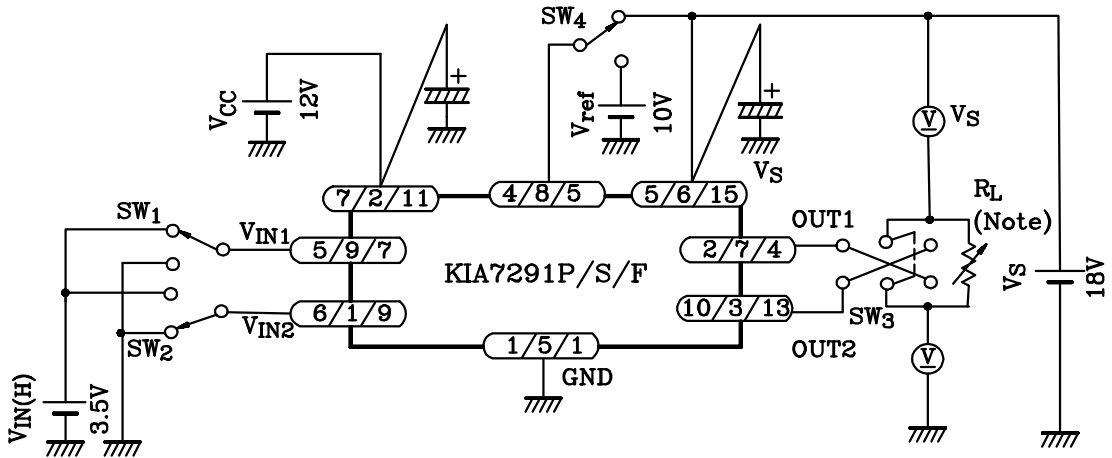 SW4
+
+
VCC
12V
Vref
10V
V
VS
VS
7/2/11
4/8/5
5/6/15
RL
(Note)
SW1
VIN1
5/9/7
OUT1
2/7/4
KIA7291P/S/F
VS
18V
6/1/9
VIN2
10/3/13
SW3
SW2
OUT2
1/5/1
GND
V
VIN(H)
3.5V